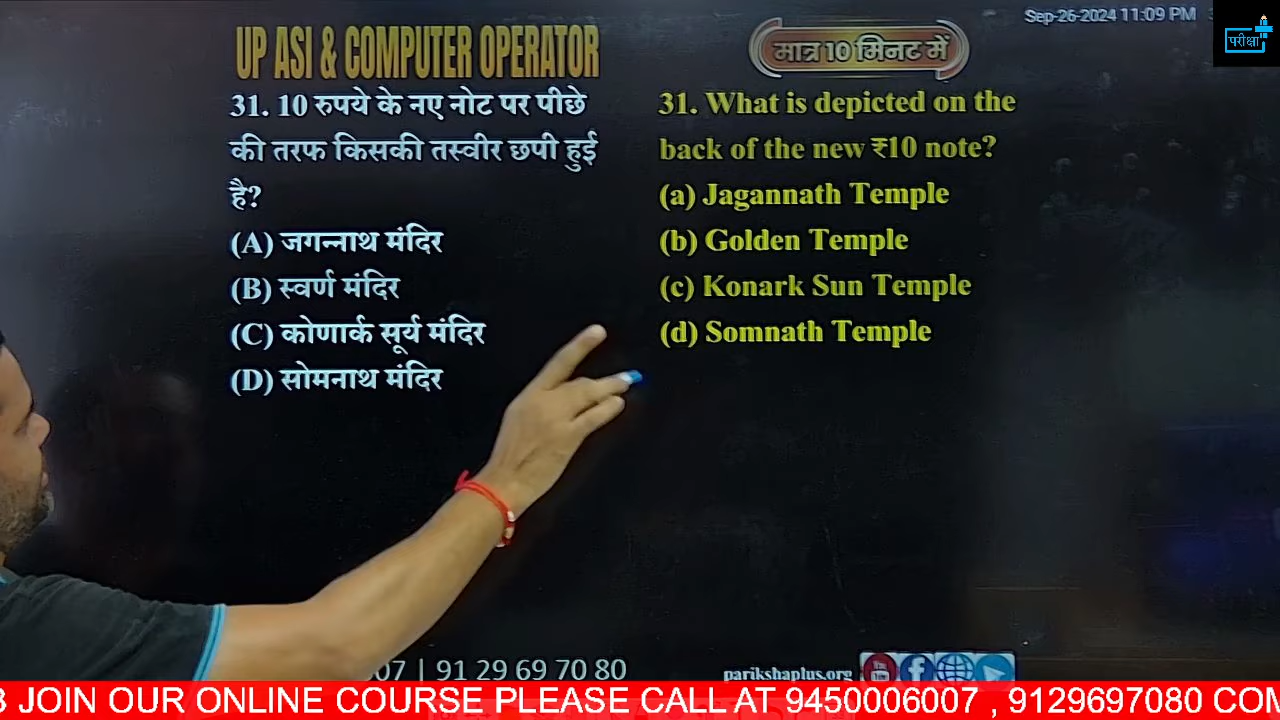 Sep-26-2024 11:09 PM
परीक्षा
UP ASI & COMPUTER OPERATOR
मात्र 10 मिनट में
31. 10 रुपये के नए नोट पर पीछे
की तरफ किसकी तस्वीर छपी हुई
है?
(A) जगन्नाथ मंदिर
(B) स्वर्ण मंदिर
(C) कोणार्क सूर्य मंदिर
(D) सोमनाथ मंदिर
31. What is depicted on the
back of the new ₹10 note?
(a) Jagannath Temple
(b) Golden Temple
(c) Konark Sun Temple
(d) Somnath Temple
07 | 91 29 69 70 80
parikshaplus.org
JOIN OUR ONLINE COURSE PLEASE CALL AT 9450006007 , 9129697080